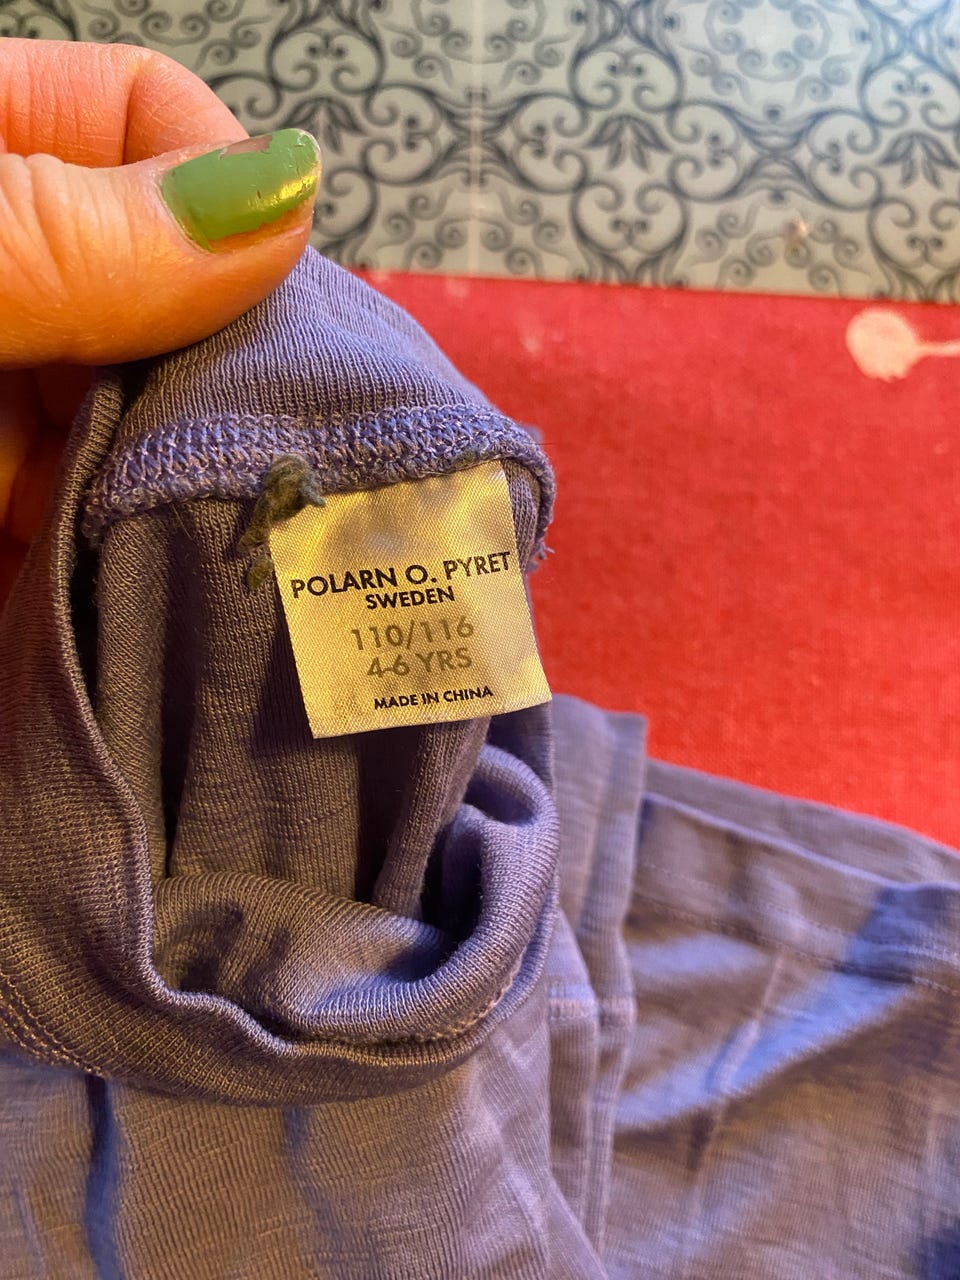 POLARN O. PYRET
SWEDEN
110/116
4-6 YRS
MADE IN CHINA